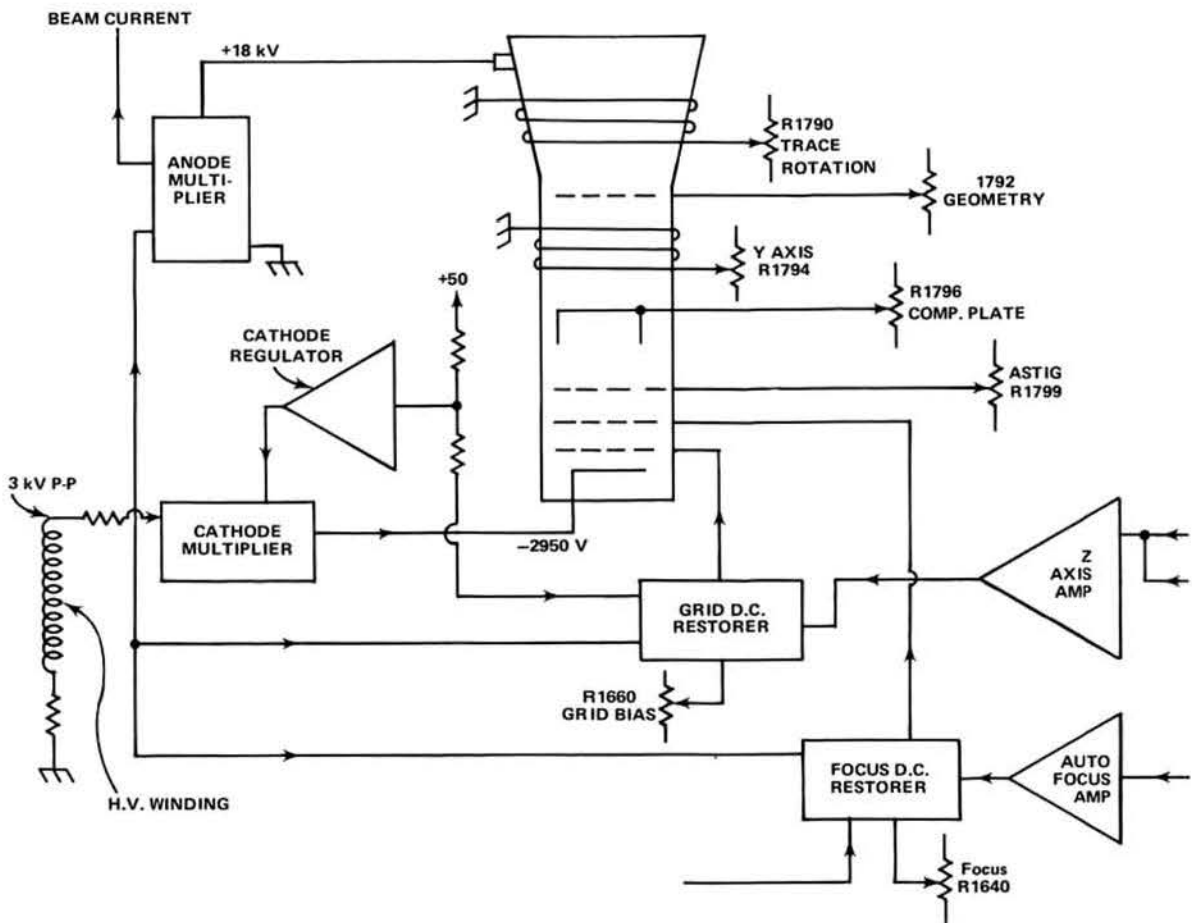 BEAM CURRENT
+18 kV
ANODE
MULTI-
PLIER
R1790
TRACE
ROTATION
1792
GEOMETRY
Y AXIS
R1794
+50
R1796
COMP. PLATE
CATHODE
REGULATOR
ASTIG
R1799
3 kV P-P
CATHODE
MULTIPLIER
–2950 V
Z
AXIS
AMP
GRID D.C.
RESTORER
R1660
GRID BIAS
FOCUS D.C.
RESTORER
AUTO
FOCUS
AMP
H.V. WINDING
Focus
R1640